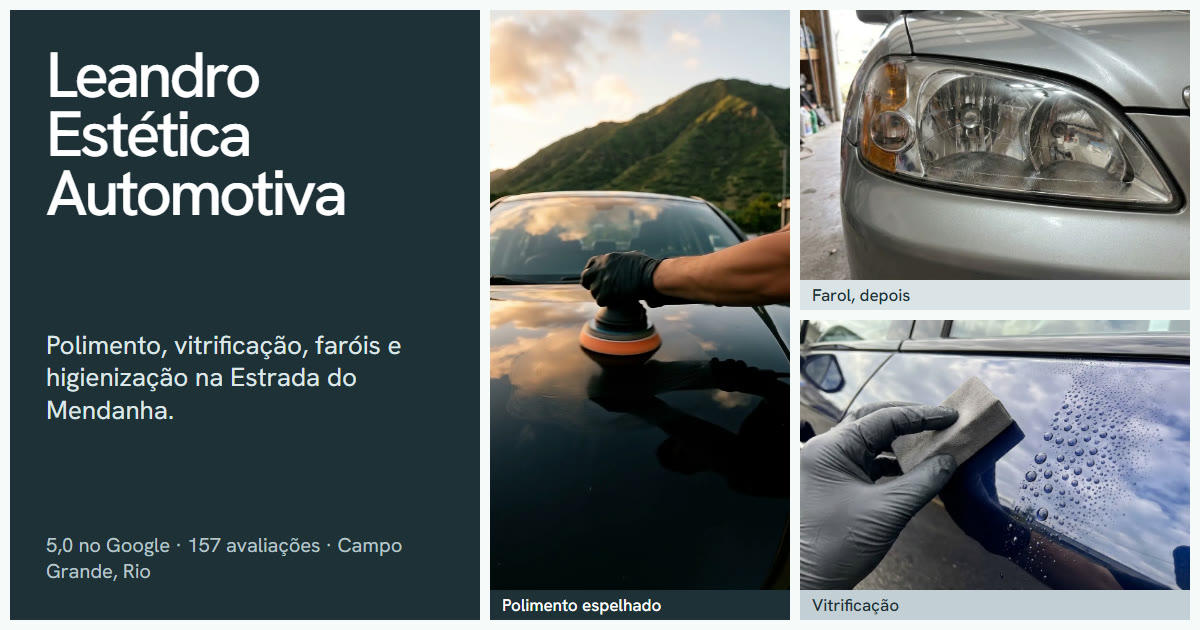 Leandro
Estética
Automotiva
Polimento, vitrificação, faróis e
higienização na Estrada do
Mendanha.
5,0 no Google · 157 avaliações · Campo
Grande, Rio
Polimento espelhado
Farol, depois
Vitrificação